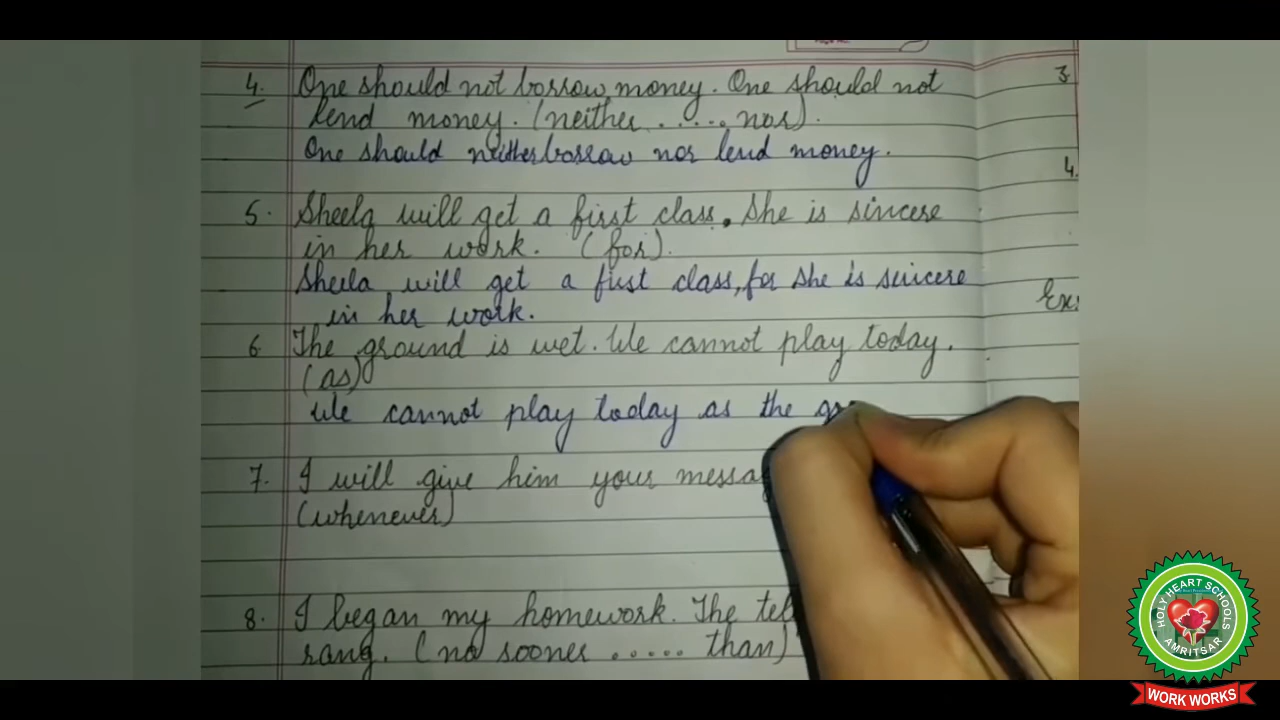 4. One should not borrow money. One should not
lend money. (neither ..... nor).
One should neither borrow nor lend money.
5. Sheela will get a first class. She is sincere
in her work. (for).
Sheela will get a first class, for she is sincere
in her work.
6. The ground is wet. We cannot play today.
(as)
We cannot play today as the gro
7. I will give him your messag
(whenever)
8. I began my homework. The tel
rang. (no sooner ..... than)
3.
4.
Ex:
HOLY HEART SCHOOLS
AMRITSAR
WORK WORKS